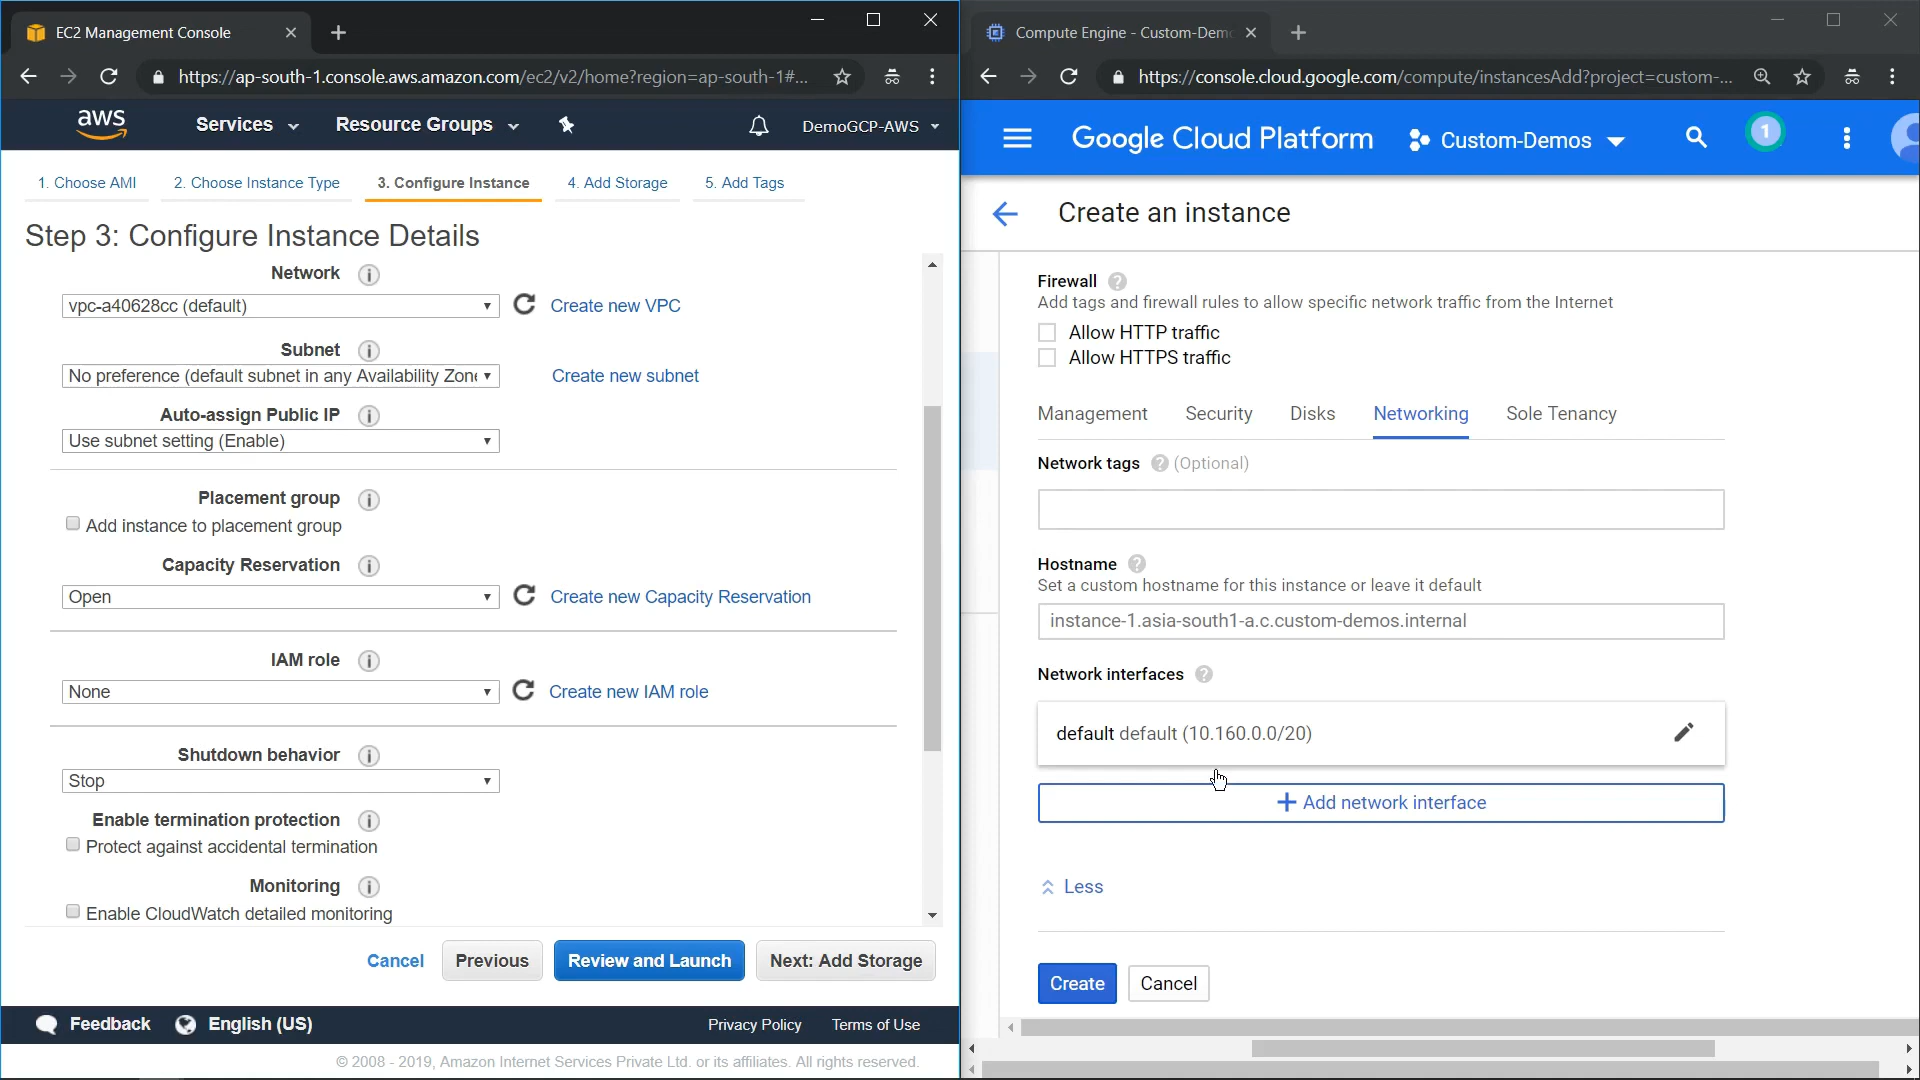 EC2 Management Console
https://ap-south-1.console.aws.amazon.com/ec2/v2/home?region=ap-south-1#...
aws
Services
Resource Groups
DemoGCP-AWS
1. Choose AMI
2. Choose Instance Type
3. Configure Instance
4. Add Storage
5. Add Tags
Step 3: Configure Instance Details
Network
vpc-a40628cc (default)
Create new VPC
Subnet
No preference (default subnet in any Availability Zone
Create new subnet
Auto-assign Public IP
Use subnet setting (Enable)
Placement group
Add instance to placement group
Capacity Reservation
Open
Create new Capacity Reservation
IAM role
None
Create new IAM role
Shutdown behavior
Stop
Enable termination protection
Protect against accidental termination
Monitoring
Enable CloudWatch detailed monitoring
Cancel
Previous
Review and Launch
Next: Add Storage
Feedback
English (US)
Privacy Policy
Terms of Use
© 2008 - 2019, Amazon Internet Services Private Ltd. or its affiliates. All rights reserved.
Compute Engine - Custom-Demo
https://console.cloud.google.com/compute/instancesAdd?project=custom-...
Google Cloud Platform
Custom-Demos
1
Create an instance
Firewall
Add tags and firewall rules to allow specific network traffic from the Internet
Allow HTTP traffic
Allow HTTPS traffic
Management
Security
Disks
Networking
Sole Tenancy
Network tags (Optional)
Hostname
Set a custom hostname for this instance or leave it default
instance-1.asia-south1-a.c.custom-demos.internal
Network interfaces
default default (10.160.0.0/20)
+ Add network interface
Less
Create
Cancel